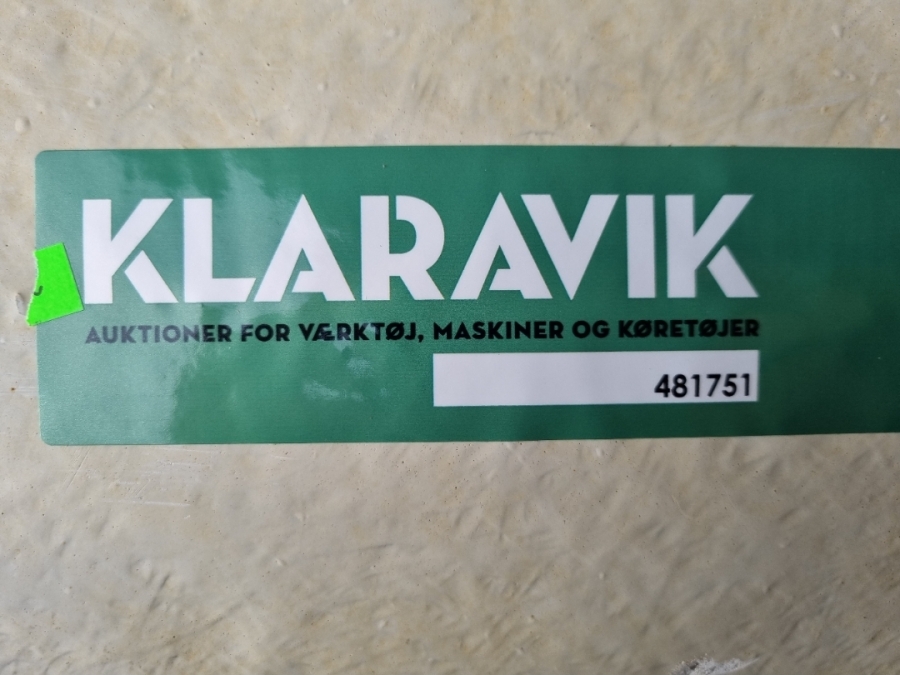 KLARAVIK
AUKTIONER FOR VÆRKTØJ, MASKINER OG KØRETØJER
481751